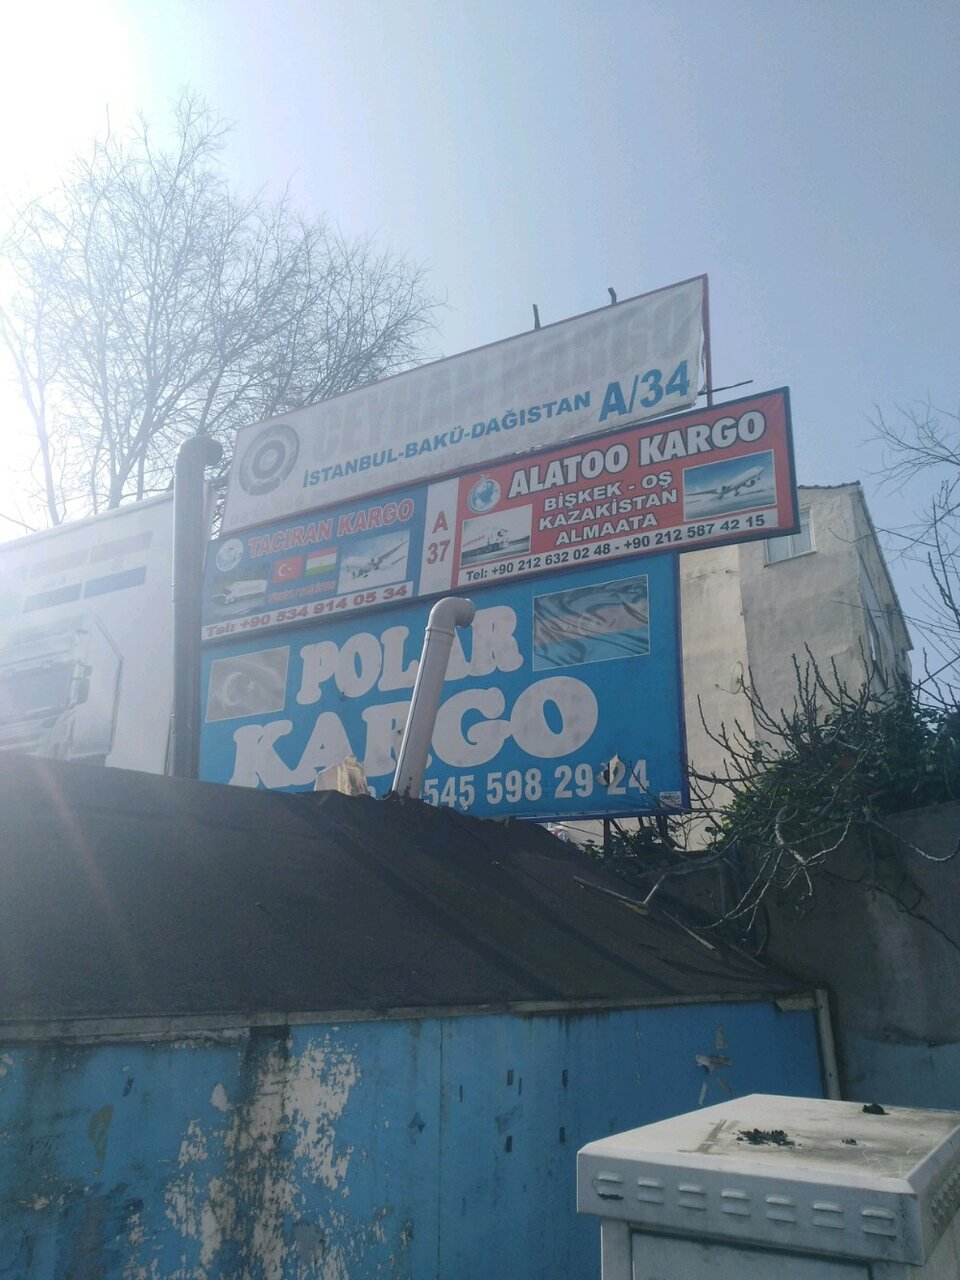 CEYHAN KARGO
İSTANBUL-BAKÜ-DAĞISTAN A/34
TACIRAN KARGO
Tel: +90 534 914 05 34
A
37
ALATOO KARGO
BİŞKEK - OŞ
KAZAKİSTAN
ALMAATA
Tel: +90 212 632 02 48 - +90 212 587 42 15
POLAR
KARGO
545 598 29 24